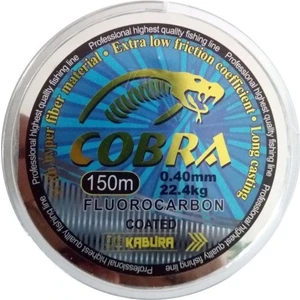 Professional highest quality fishing line
hyper fiber material • Extra low friction coefficient • Long casting
COBRA
150m
0.40mm
22.4kg
FLUOROCARBON
COATED
KABURA
Professional highest quality fishing line
Professional highest quality fishing line